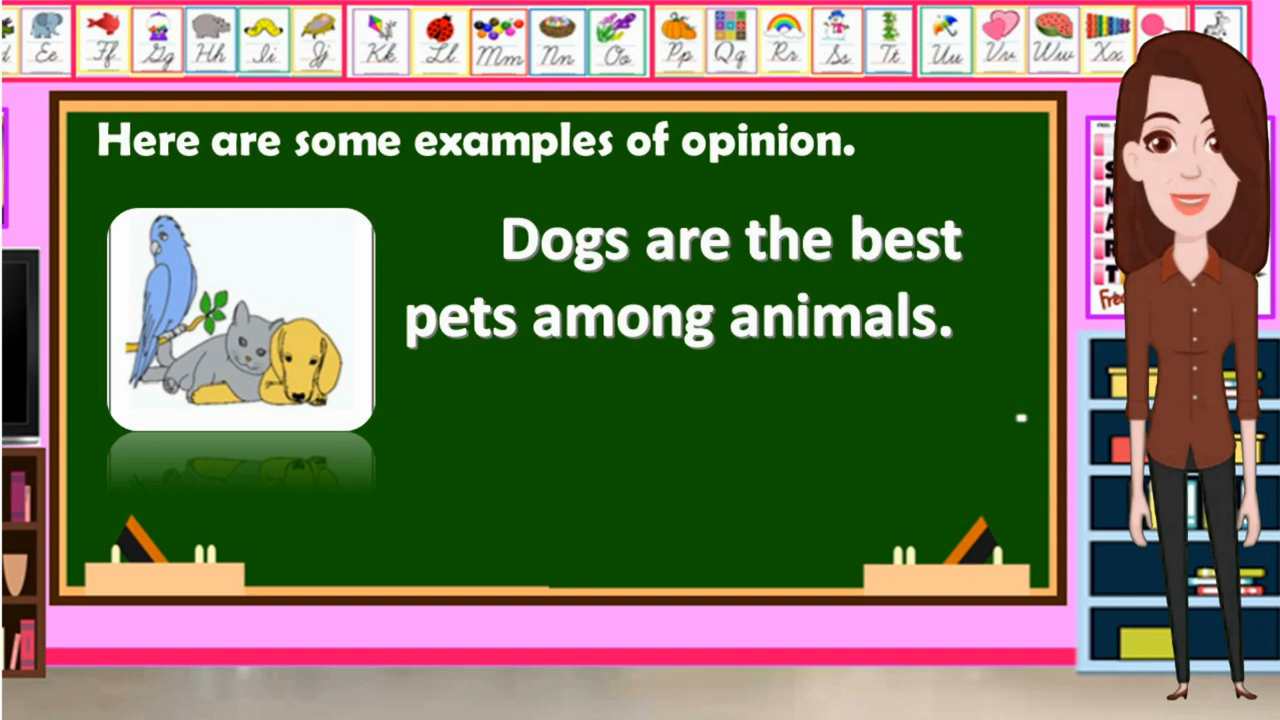 Ee Ff Gg Hh Ii Jj Kk Ll Mm Nn Oo Pp Qq Rr Ss Tt Uu Vv Ww Xx
Here are some examples of opinion.
Dogs are the best
pets among animals.